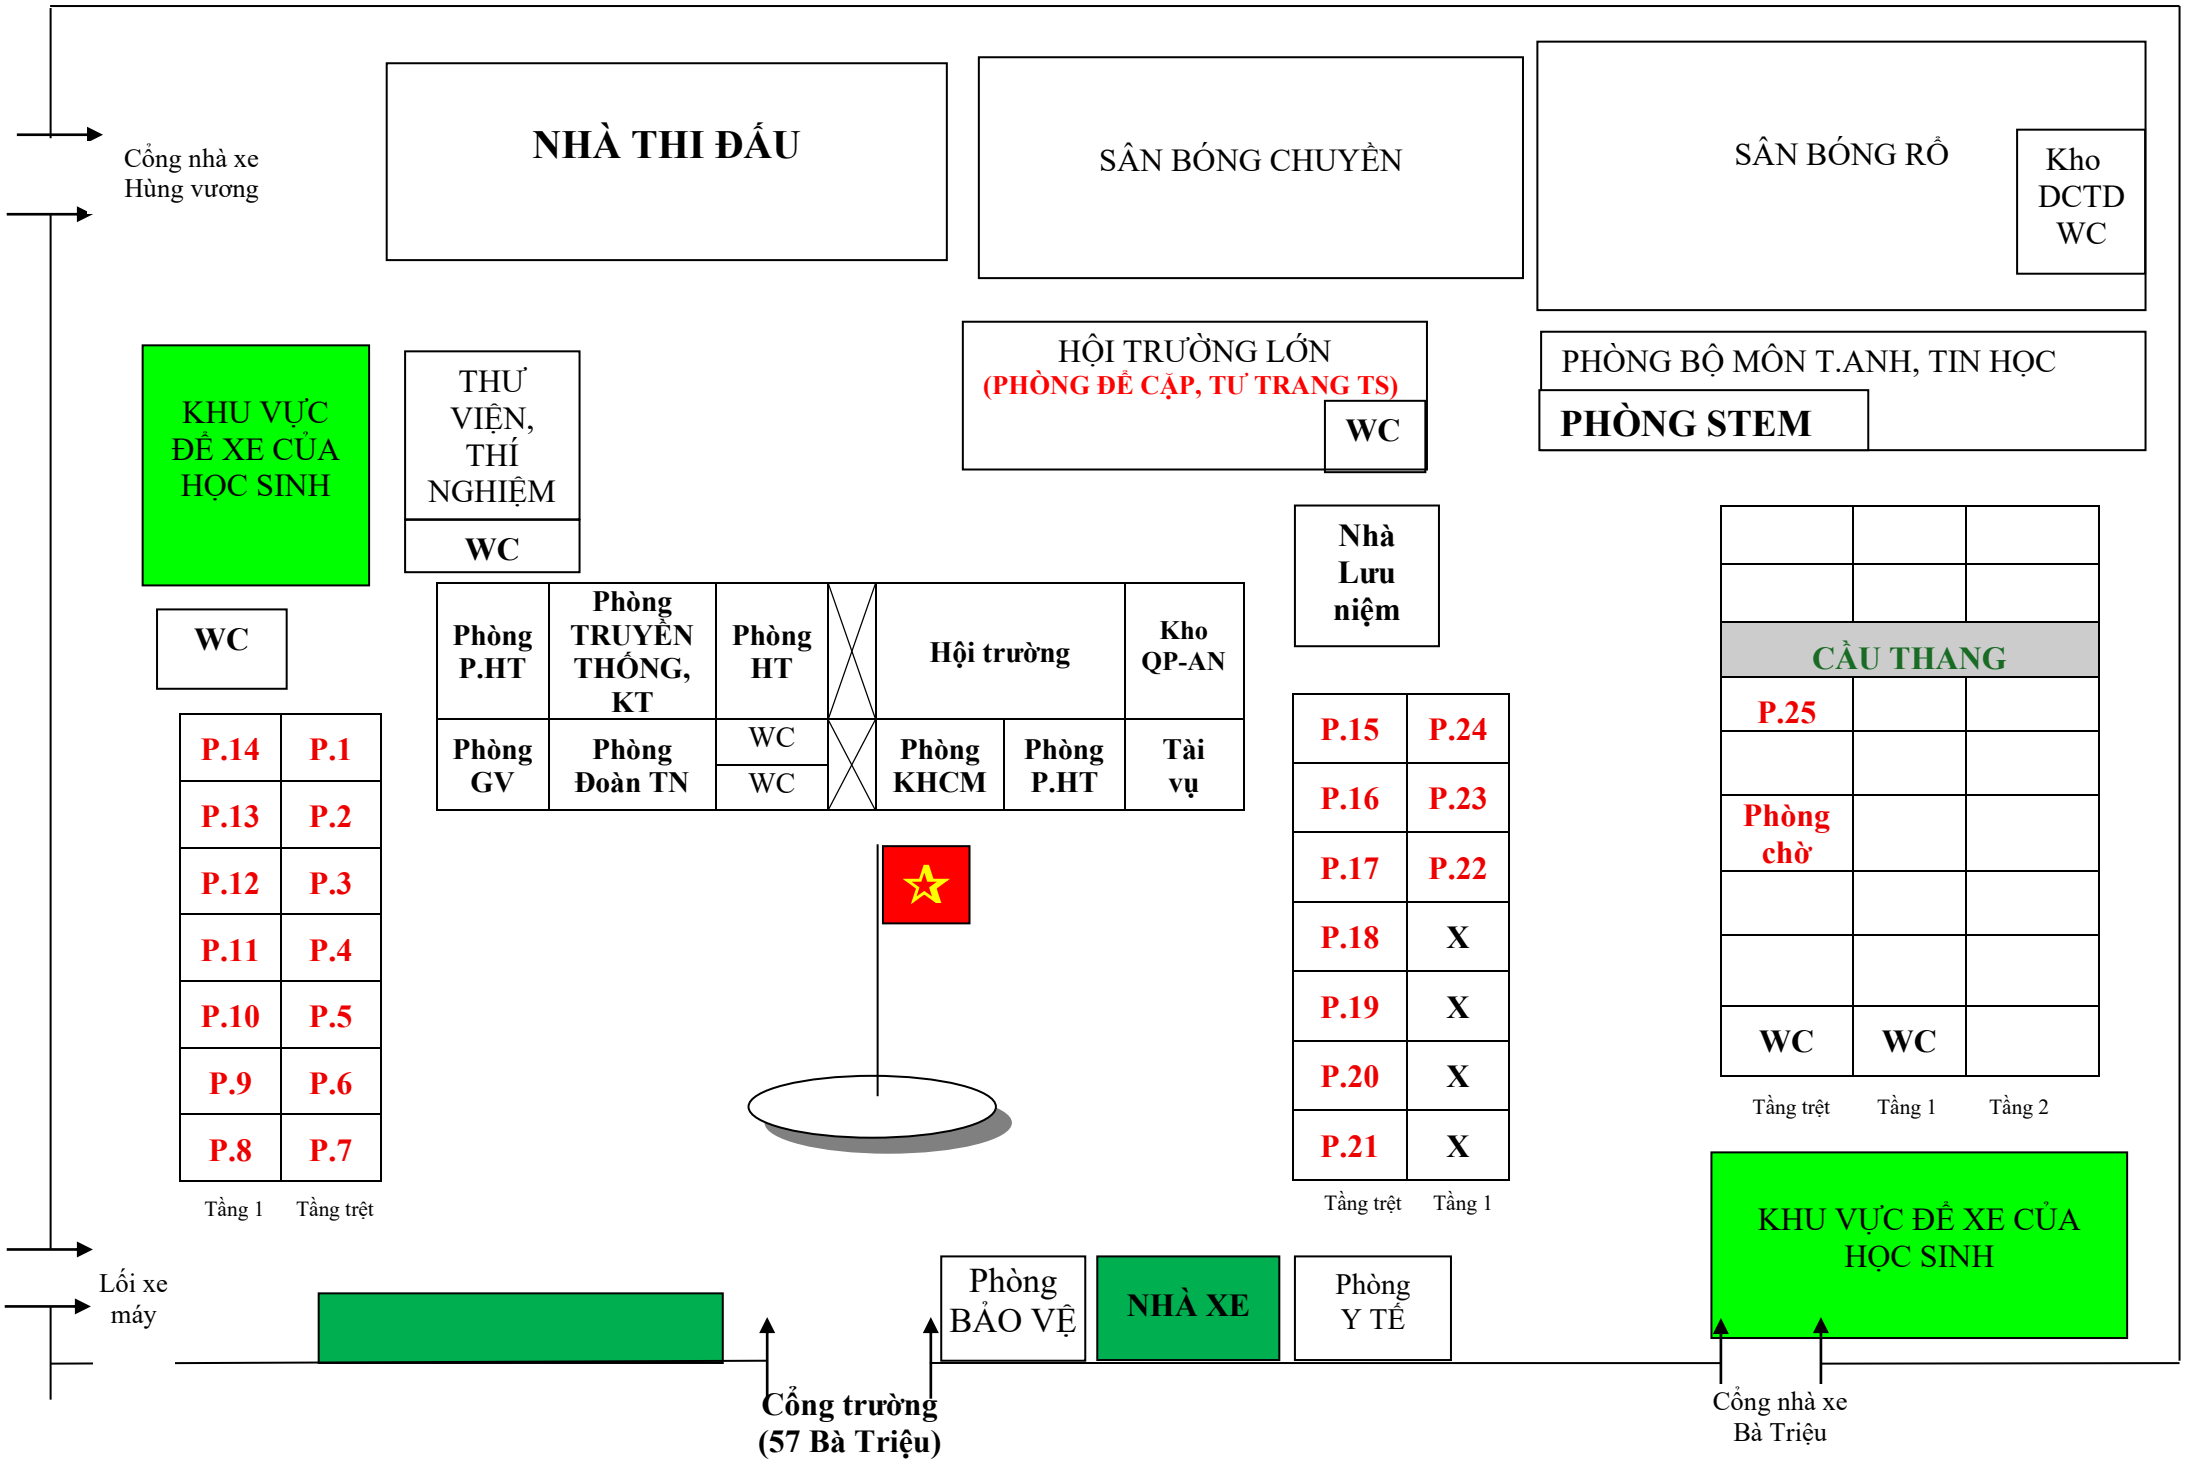 NHÀ THI ĐẤU
SÂN BÓNG CHUYỀN
SÂN BÓNG RỔ
Kho
DCTD
WC
Cổng nhà xe
Hùng vương
HỘI TRƯỜNG LỚN
(PHÒNG ĐỂ CẶP, TƯ TRANG TS)
WC
PHÒNG BỘ MÔN T.ANH, TIN HỌC
PHÒNG STEM
KHU VỰC
ĐỂ XE CỦA
HỌC SINH
THƯ
VIỆN,
THÍ
NGHIỆM
WC
WC
Nhà
Lưu
niệm
Phòng
P.HT
Phòng
TRUYỀN
THỐNG,
KT
Phòng
HT
Hội trường
Kho
QP-AN
Phòng
GV
Phòng
Đoàn TN
WC
WC
Phòng
KHCM
Phòng
P.HT
Tài
vụ
P.14 P.1
P.13 P.2
P.12 P.3
P.11 P.4
P.10 P.5
P.9 P.6
P.8 P.7
Tầng 1 Tầng trệt
P.15 P.24
P.16 P.23
P.17 P.22
P.18 X
P.19 X
P.20 X
P.21 X
Tầng trệt Tầng 1
CẦU THANG
P.25
Phòng
chờ
WC WC
Tầng trệt Tầng 1 Tầng 2
KHU VỰC ĐỂ XE CỦA
HỌC SINH
Lối xe
máy
Phòng
BẢO VỆ
NHÀ XE
Phòng
Y TẾ
Cổng trường
(57 Bà Triệu)
Cổng nhà xe
Bà Triệu